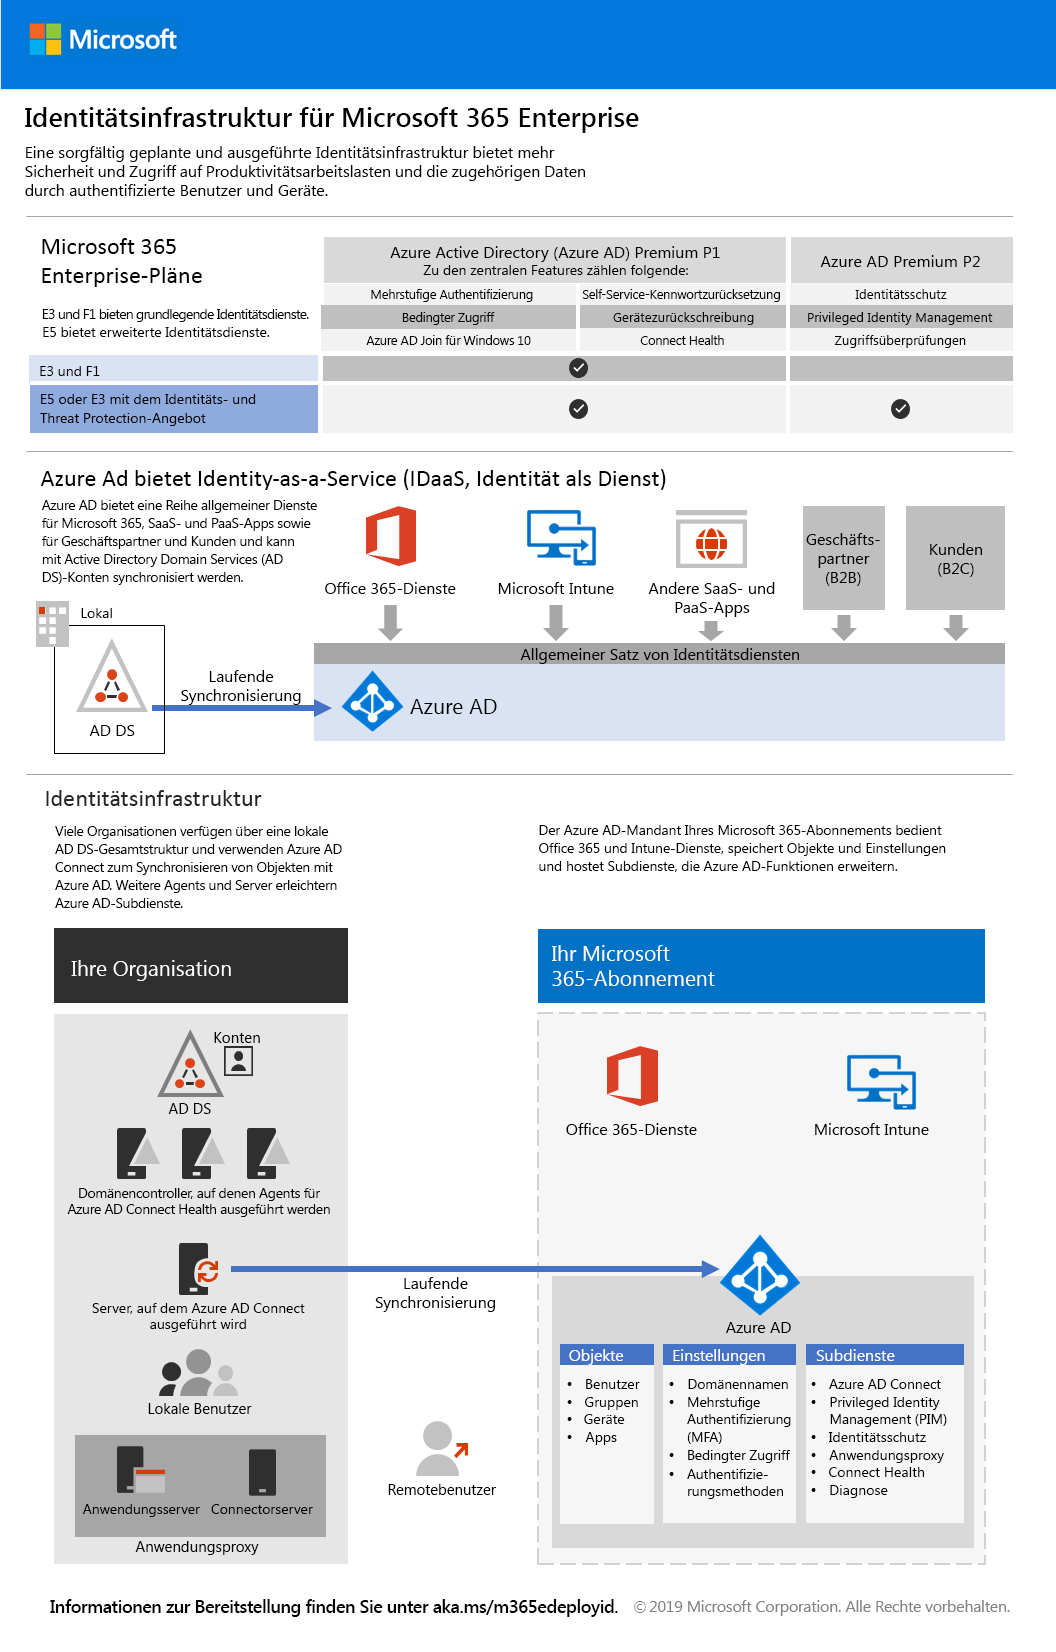 Microsoft
Identitätsinfrastruktur für Microsoft 365 Enterprise
Eine sorgfältig geplante und ausgeführte Identitätsinfrastruktur bietet mehr
Sicherheit und Zugriff auf Produktivitätsarbeitslasten und die zugehörigen Daten
durch authentifizierte Benutzer und Geräte.
Microsoft 365
Enterprise-Pläne
E3 und F1 bieten grundlegende Identitätsdienste.
E5 bietet erweiterte Identitätsdienste.
Azure Active Directory (Azure AD) Premium P1
Zu den zentralen Features zählen folgende:
Azure AD Premium P2
Mehrstufige Authentifizierung
Self-Service-Kennwortzurücksetzung
Identitätsschutz
Bedingter Zugriff
Gerätezurückschreibung
Privileged Identity Management
Azure AD Join für Windows 10
Connect Health
Zugriffsüberprüfungen
E3 und F1
E5 oder E3 mit dem Identitäts- und
Threat Protection-Angebot
Azure Ad bietet Identity-as-a-Service (IDaaS, Identität als Dienst)
Azure AD bietet eine Reihe allgemeiner Dienste
für Microsoft 365, SaaS- und PaaS-Apps sowie
für Geschäftspartner und Kunden und kann
mit Active Directory Domain Services (AD
DS)-Konten synchronisiert werden.
Office 365-Dienste
Microsoft Intune
Andere SaaS- und
PaaS-Apps
Geschäfts-
partner
(B2B)
Kunden
(B2C)
Lokal
AD DS
Laufende
Synchronisierung
Allgemeiner Satz von Identitätsdiensten
Azure AD
Identitätsinfrastruktur
Viele Organisationen verfügen über eine lokale
AD DS-Gesamtstruktur und verwenden Azure AD
Connect zum Synchronisieren von Objekten mit
Azure AD. Weitere Agents und Server erleichtern
Azure AD-Subdienste.
Der Azure AD-Mandant Ihres Microsoft 365-Abonnements bedient
Office 365 und Intune-Dienste, speichert Objekte und Einstellungen
und hostet Subdienste, die Azure AD-Funktionen erweitern.
Ihre Organisation
Konten
AD DS
Domänencontroller, auf denen Agents für
Azure AD Connect Health ausgeführt werden
Server, auf dem Azure AD Connect
ausgeführt wird
Lokale Benutzer
Anwendungsserver
Connectorserver
Anwendungsproxy
Laufende
Synchronisierung
Remotebenutzer
Ihr Microsoft
365-Abonnement
Office 365-Dienste
Microsoft Intune
Azure AD
Objekte
• Benutzer
• Gruppen
• Geräte
• Apps
Einstellungen
• Domänennamen
• Mehrstufige
Authentifizierung
(MFA)
• Bedingter Zugriff
• Authentifizie-
rungsmethoden
Subdienste
• Azure AD Connect
• Privileged Identity
Management (PIM)
• Identitätsschutz
• Anwendungsproxy
• Connect Health
• Diagnose
Informationen zur Bereitstellung finden Sie unter aka.ms/m365edeployid.
© 2019 Microsoft Corporation. Alle Rechte vorbehalten.